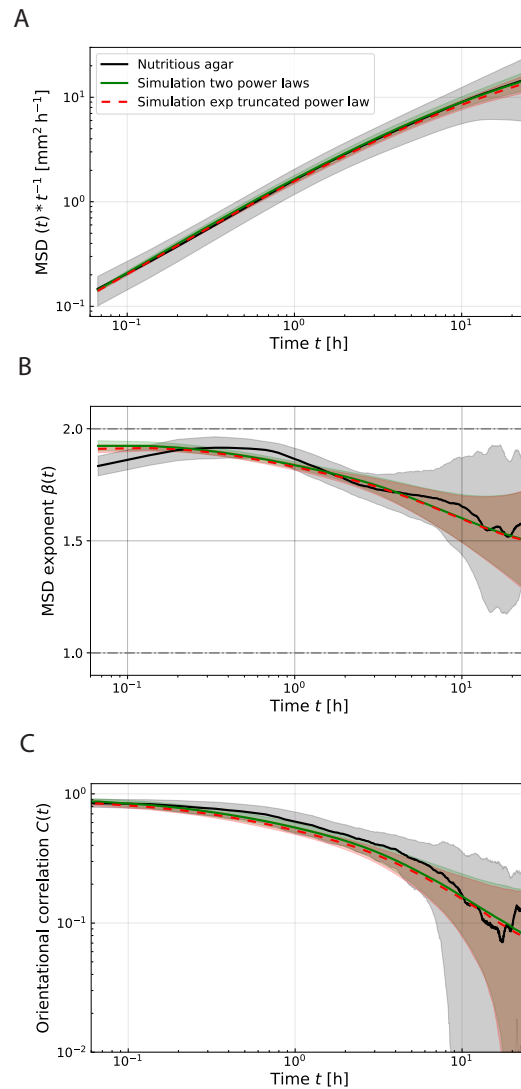 A
MSD (t) * t⁻¹ [mm² h⁻¹]
10¹
10⁰
10⁻¹
Nutritious agar
Simulation two power laws
Simulation exp truncated power law
10⁻¹ 10⁰ 10¹
Time t [h]
B
MSD exponent β(t)
2.0
1.5
1.0
10⁻¹ 10⁰ 10¹
Time t [h]
C
Orientational correlation C(t)
10⁰
10⁻¹
10⁻²
10⁻¹ 10⁰ 10¹
Time t [h]